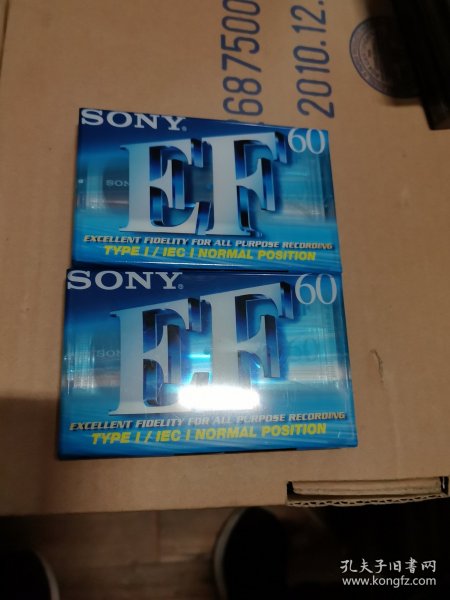 687500
2010.12.
SONY
EF 60
EXCELLENT FIDELITY FOR ALL PURPOSE RECORDING
TYPE I / IEC I NORMAL POSITION
SONY
EF 60
EXCELLENT FIDELITY FOR ALL PURPOSE RECORDING
TYPE I / IEC I NORMAL POSITION
孔夫子旧书网
www.kongfz.com